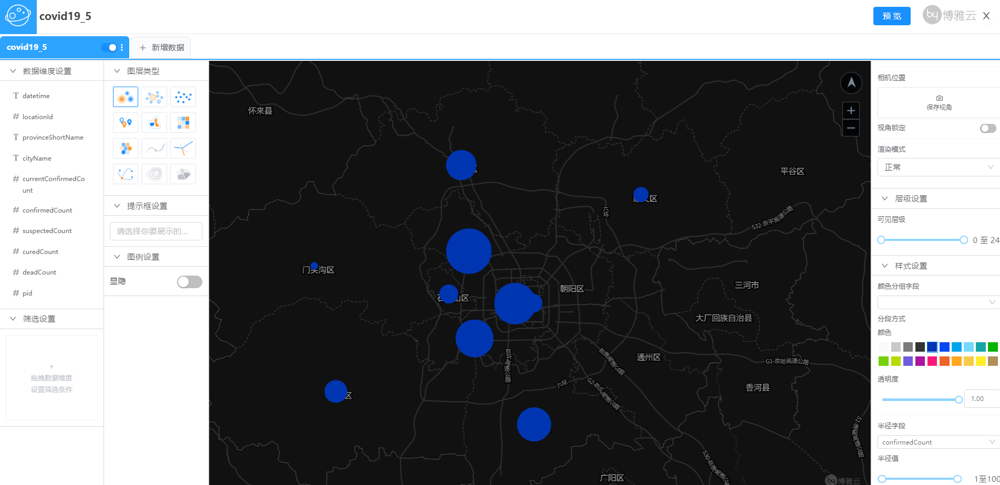 covid19_5
预 览
博雅云
covid19_5
新增数据
数据维度设置
T datetime
# locationId
T provinceShortName
T cityName
# currentConfirmedCo
unt
# confirmedCount
# suspectedCount
# curedCount
# deadCount
# pid
筛选设置
+
拖拽数据维度
设置筛选条件
图层类型
提示框设置
请选择你要展示的...
图例设置
显隐
怀来县
平谷区
区
六环
S32-京平高速公路
门头沟区
朝阳区
三河市
山区
大厂回族自治县
京开高速公路
京津高速公路
通州区
G1-京哈高速公路
六环
G2-京沪高速公路
香河县
区
S1-
S30-京津高速公路
广阳区
博雅云
相机位置
保存视角
视角锁定
渲染模式
正常
层级设置
可见层级
0 至 24
样式设置
颜色分组字段
分段方式
颜色
透明度
1.00
半径字段
confirmedCount
半径值
1至100